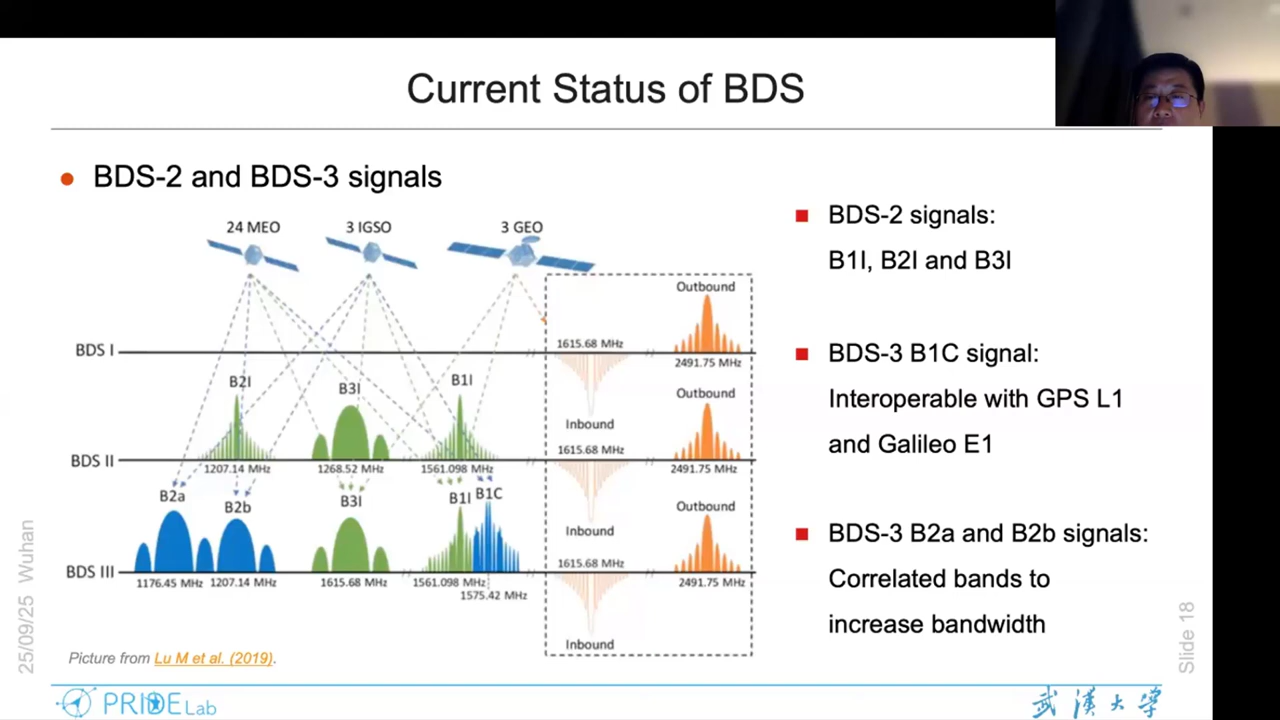 Current Status of BDS
BDS-2 and BDS-3 signals
24 MEO
3 IGSO
3 GEO
Outbound
1615.68 MHz
BDS I
2491.75 MHz
B2I
B3I
B1I
Outbound
Inbound
1615.68 MHz
BDS II
1207.14 MHz
1268.52 MHz
1561.098 MHz
2491.75 MHz
B2a
B2b
B3I
B1I
B1C
Outbound
Inbound
1615.68 MHz
BDS III
1176.45 MHz
1207.14 MHz
1615.68 MHz
1561.098 MHz
1575.42 MHz
2491.75 MHz
Inbound
Picture from Lu M et al. (2019).
BDS-2 signals:
B1I, B2I and B3I
BDS-3 B1C signal:
Interoperable with GPS L1
and Galileo E1
BDS-3 B2a and B2b signals:
Correlated bands to
increase bandwidth
25/09/25 Wuhan
Slide 18
PRIDE Lab
武漢大學